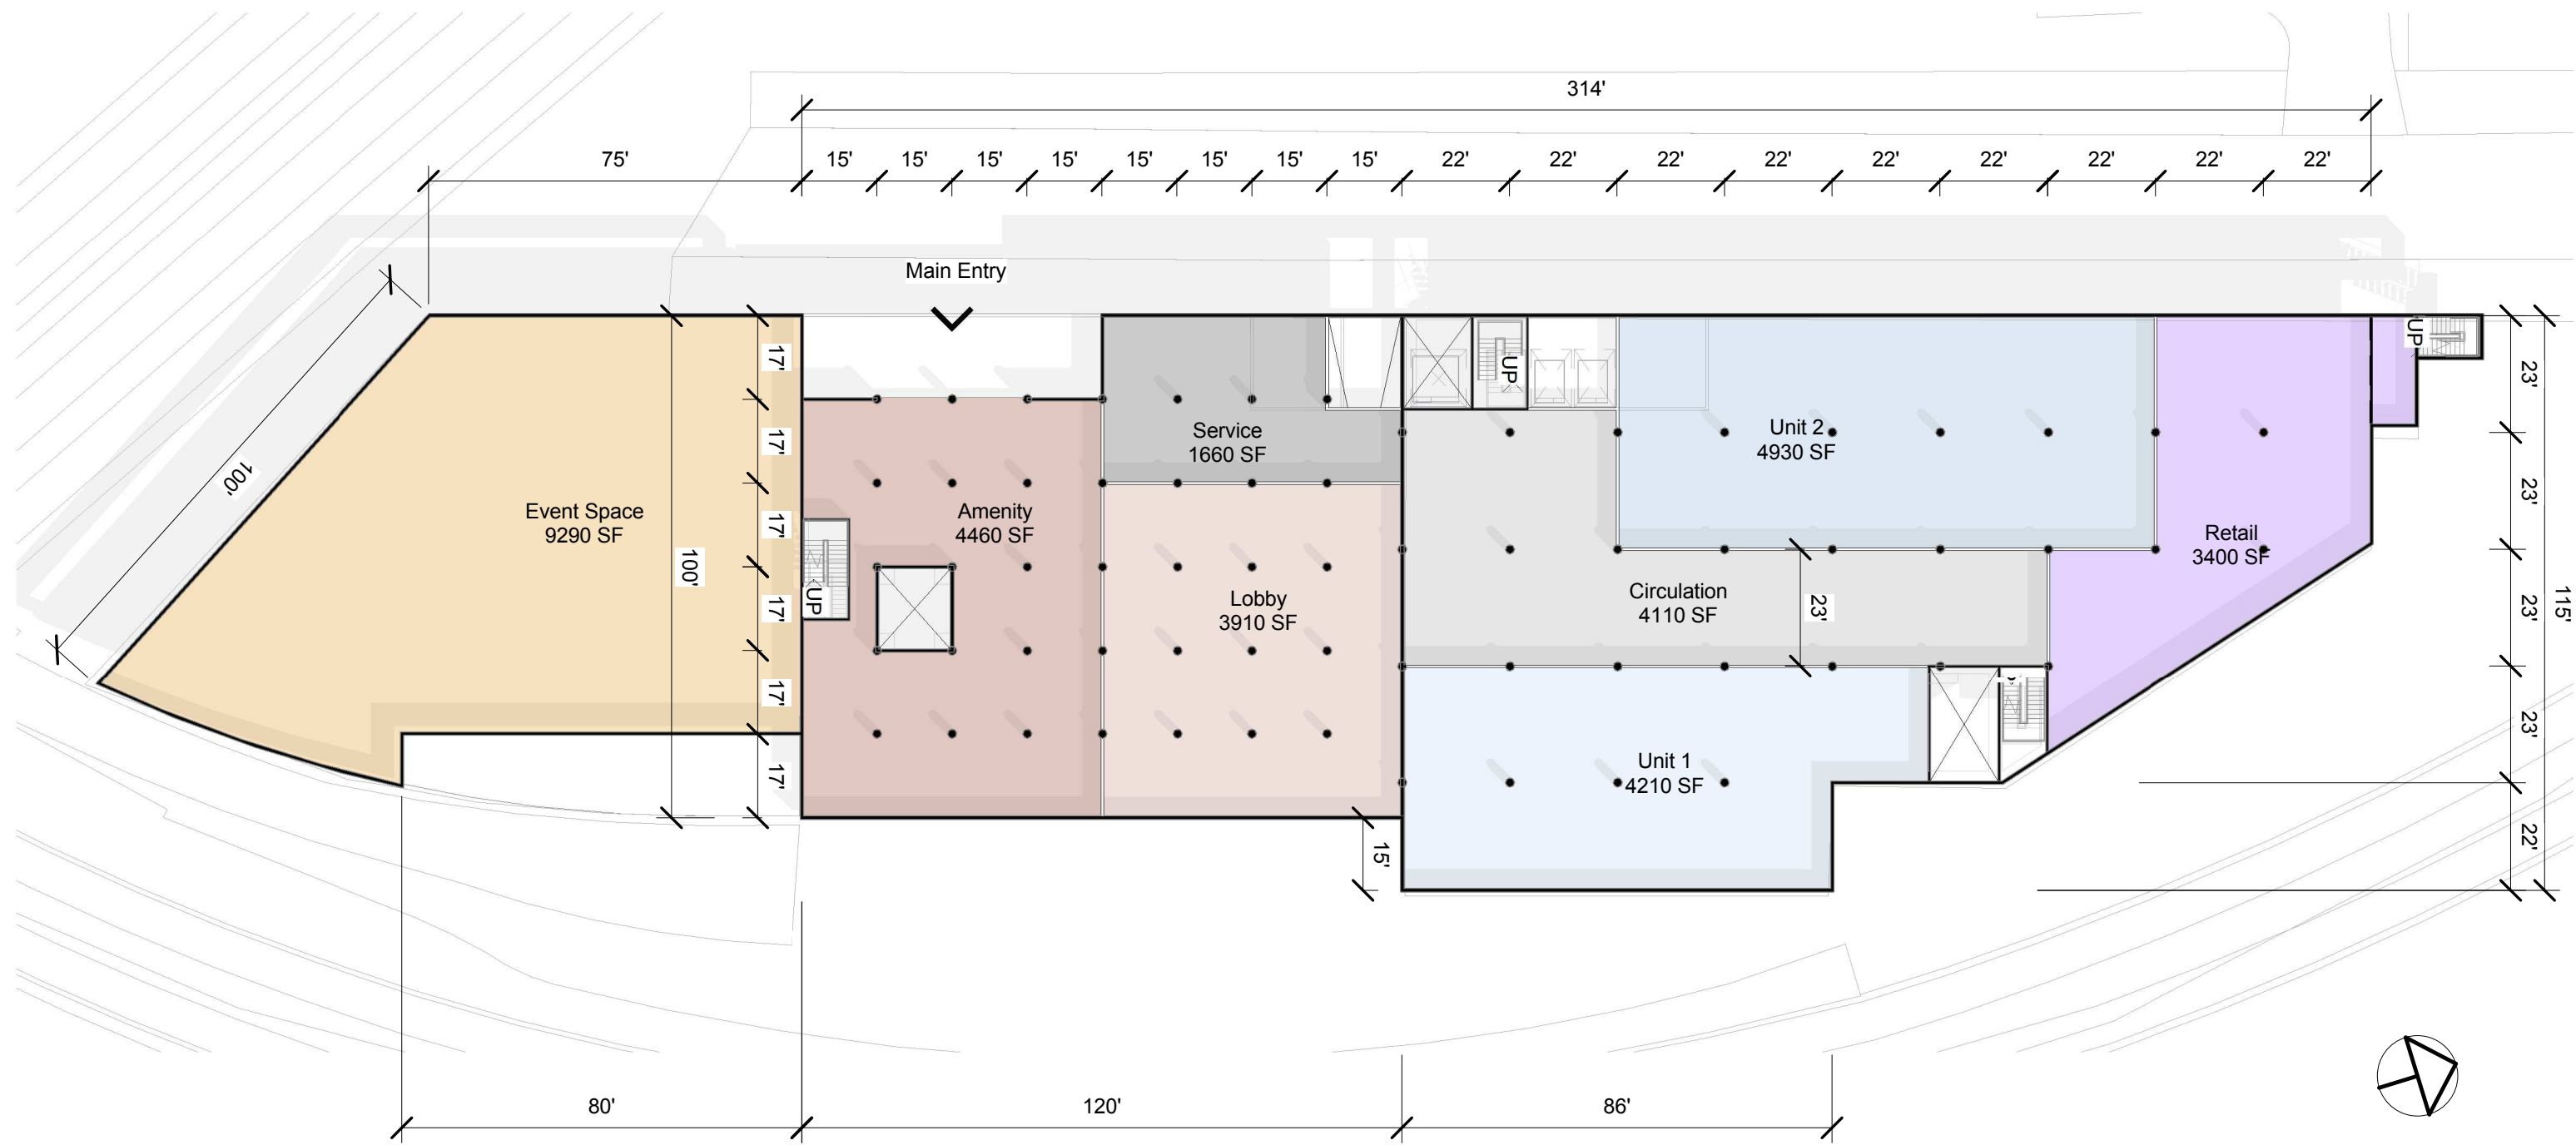 314'
75'
15'
15'
15'
15'
15'
15'
15'
15'
22'
22'
22'
22'
22'
22'
22'
22'
22'
Main Entry
100'
17'
17'
17'
17'
17'
17'
100'
Event Space
9290 SF
UP
Amenity
4460 SF
Service
1660 SF
Lobby
3910 SF
15'
UP
Unit 2
4930 SF
Circulation
4110 SF
23'
Unit 1
4210 SF
Retail
3400 SF
UP
23'
23'
23'
23'
22'
115'
80'
120'
86'